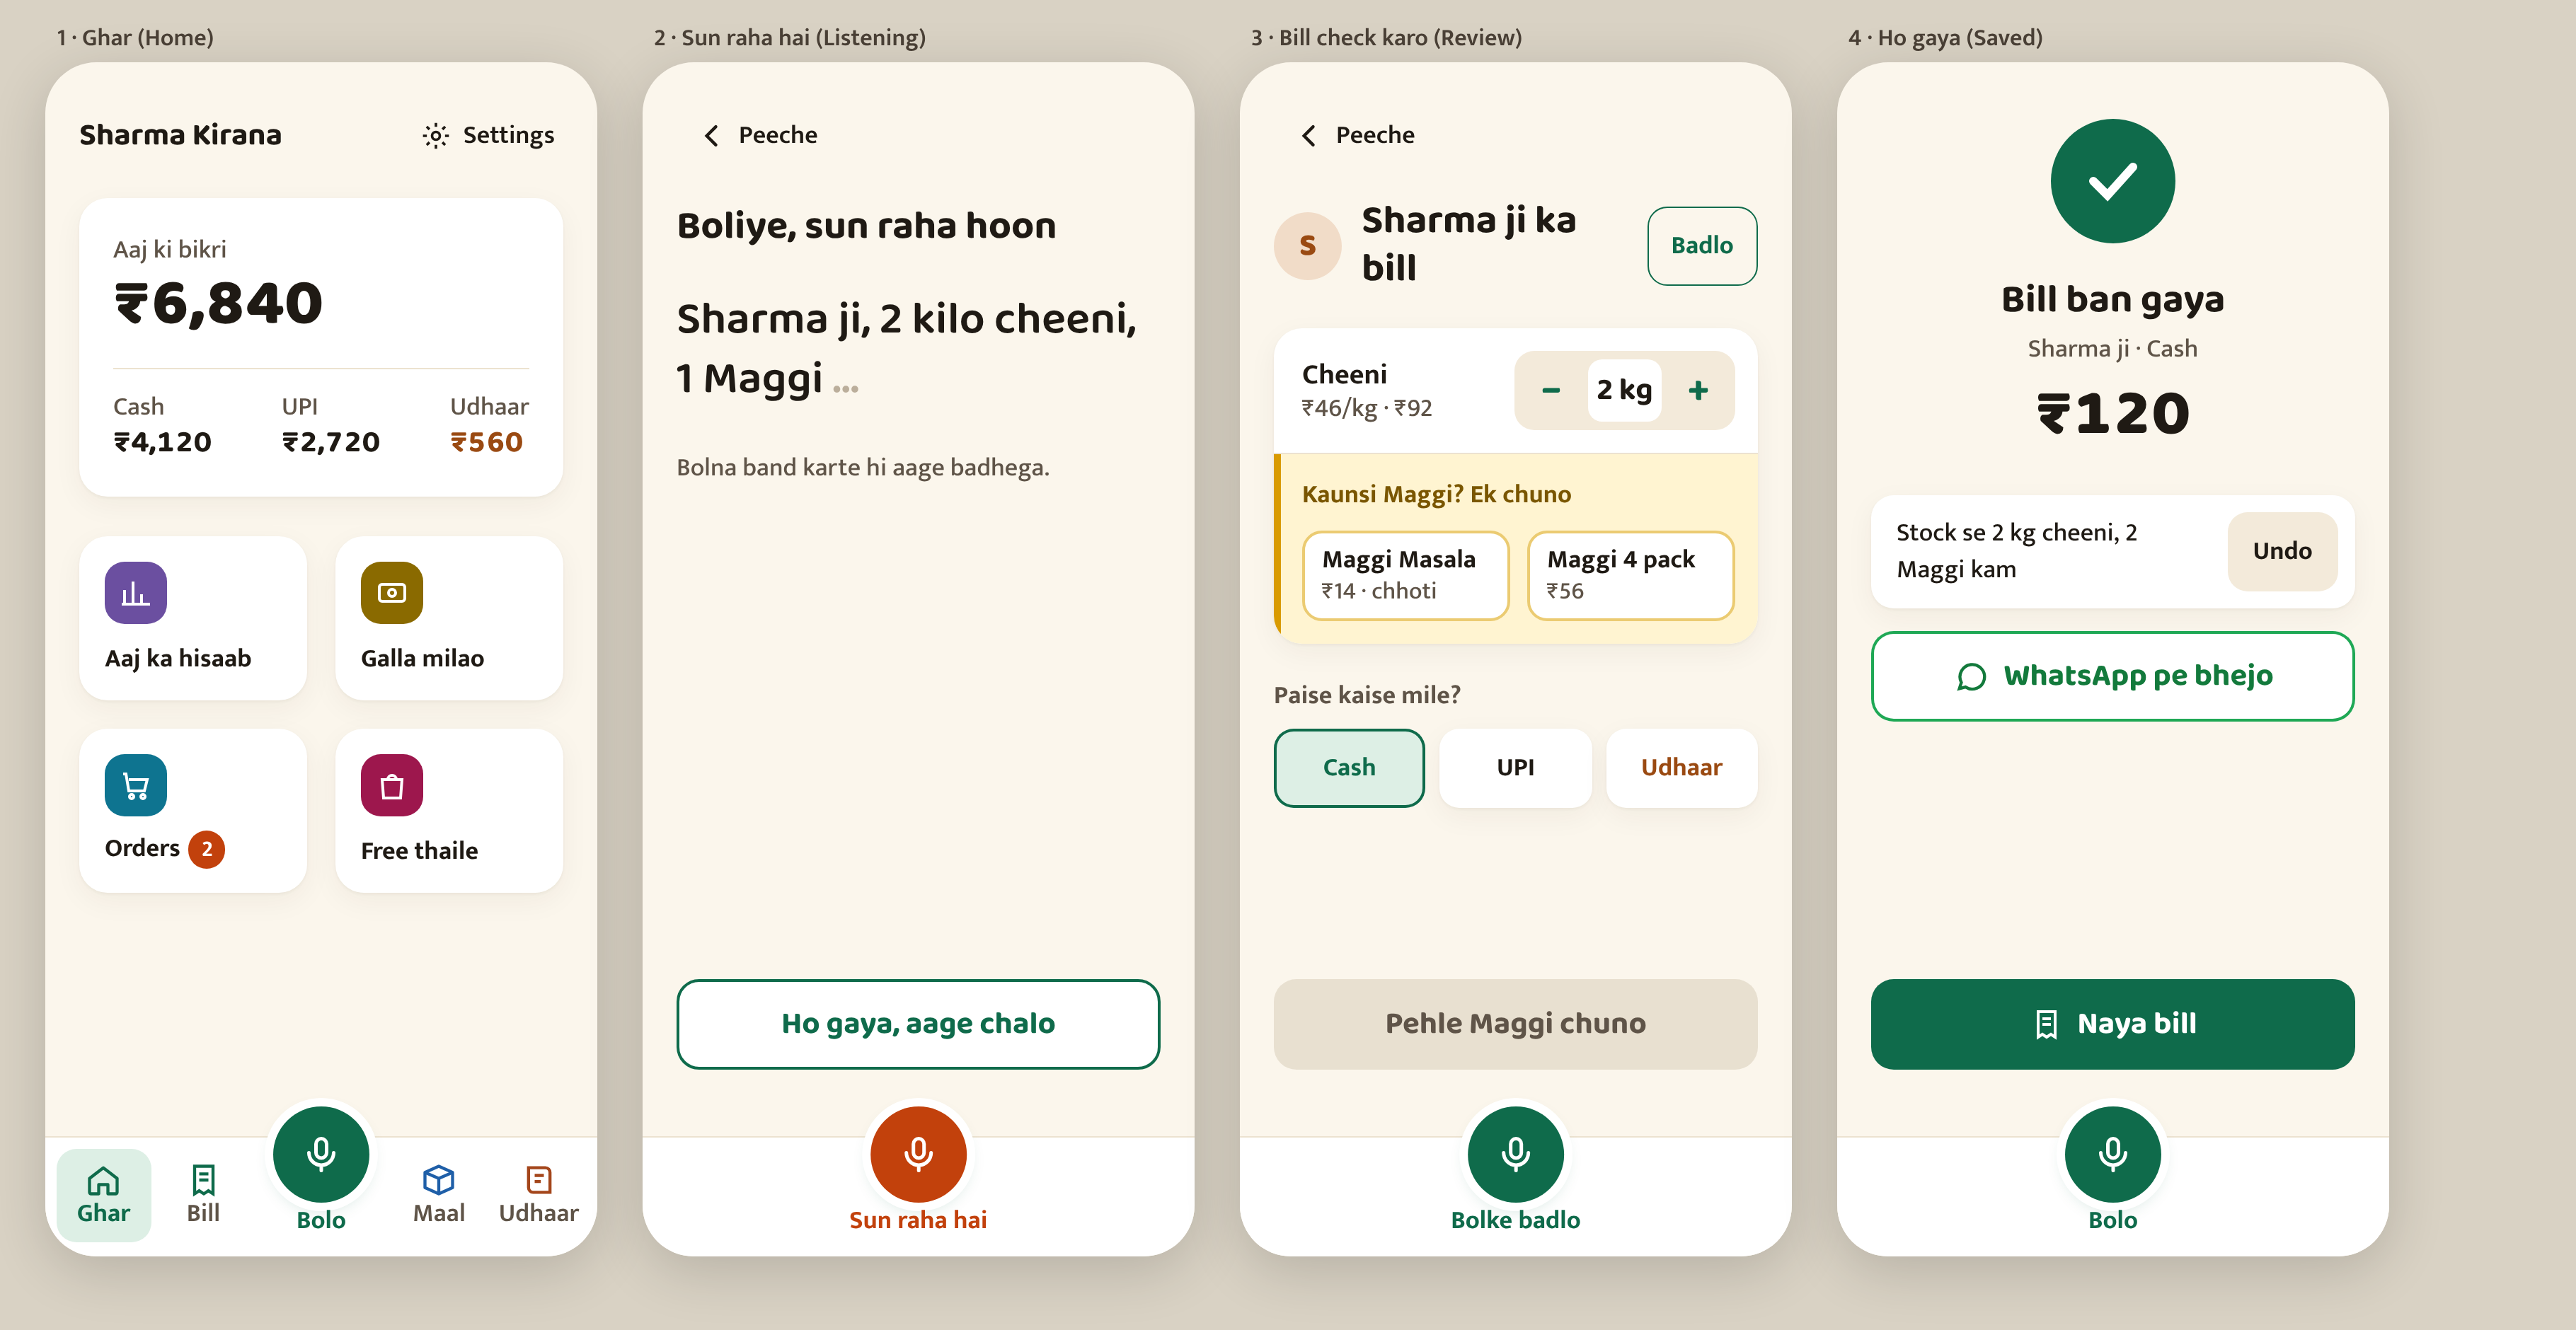 1 · Ghar (Home)
Sharma Kirana
Settings
Aaj ki bikri
₹6,840
Cash
UPI
Udhaar
₹4,120
₹2,720
₹560
Aaj ka hisaab
Galla milao
Orders 2
Free thaile
Ghar
Bill
Bolo
Maal
Udhaar
2 · Sun raha hai (Listening)
Peeche
Boliye, sun raha hoon
Sharma ji, 2 kilo cheeni,
1 Maggi ...
Bolna band karte hi aage badhega.
Ho gaya, aage chalo
Sun raha hai
3 · Bill check karo (Review)
Peeche
S
Sharma ji ka
bill
Badlo
Cheeni
₹46/kg · ₹92
− 2 kg +
Kaunsi Maggi? Ek chuno
Maggi Masala
₹14 · chhoti
Maggi 4 pack
₹56
Paise kaise mile?
Cash
UPI
Udhaar
Pehle Maggi chuno
Bolke badlo
4 · Ho gaya (Saved)
Bill ban gaya
Sharma ji · Cash
₹120
Stock se 2 kg cheeni, 2
Maggi kam
Undo
WhatsApp pe bhejo
Naya bill
Bolo